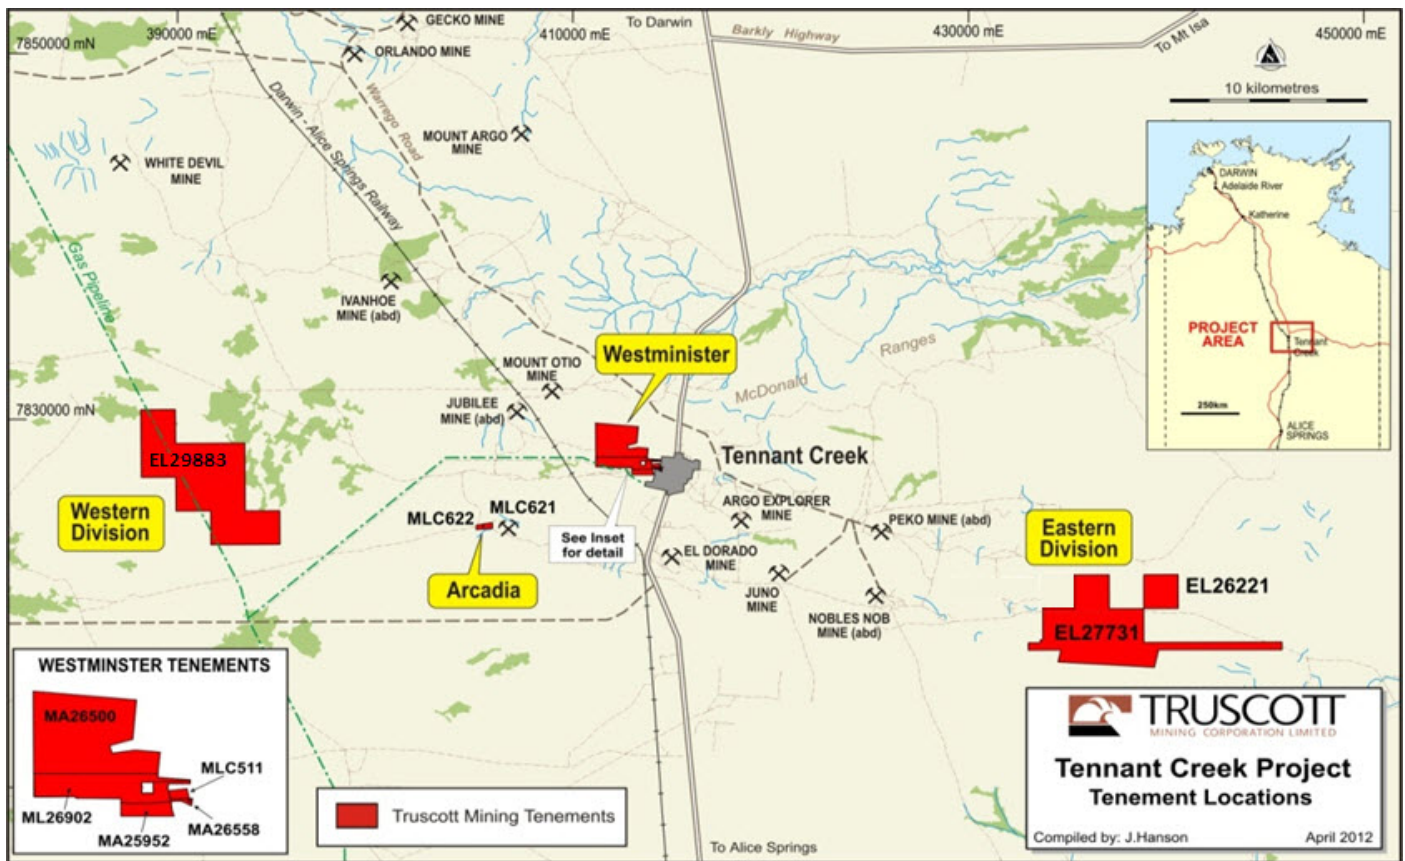 GECKO MINE
To Darwin
390000 mE
410000 mE
430000 mE
450000 mE
7850000 mN
ORLANDO MINE
Barkly Highway
To Mt Isa
10 kilometres
Warrego Road
Darwin - Alice Springs Railway
MOUNT ARGO
MINE
WHITE DEVIL
MINE
DARWIN
Adelaide River
Katherine
PROJECT
AREA
Tennant
Creek
250km
ALICE
SPRINGS
Gas Pipeline
IVANHOE
MINE (abd)
Westminister
Ranges
McDonald
MOUNT OTIO
MINE
JUBILEE
MINE (abd)
7830000 mN
EL29883
Tennant Creek
Western
Division
MLC622
MLC621
See Inset
for detail
ARGO EXPLORER
MINE
PEKO MINE (abd)
Eastern
Division
EL DORADO
MINE
Arcadia
JUNO
MINE
NOBLES NOB
MINE (abd)
EL26221
EL27731
WESTMINSTER TENEMENTS
MA26500
MLC511
ML26902
MA25952
MA26558
Truscott Mining Tenements
To Alice Springs
TRUSCOTT
MINING CORPORATION LIMITED
Tennant Creek Project
Tenement Locations
Compiled by: J.Hanson
April 2012